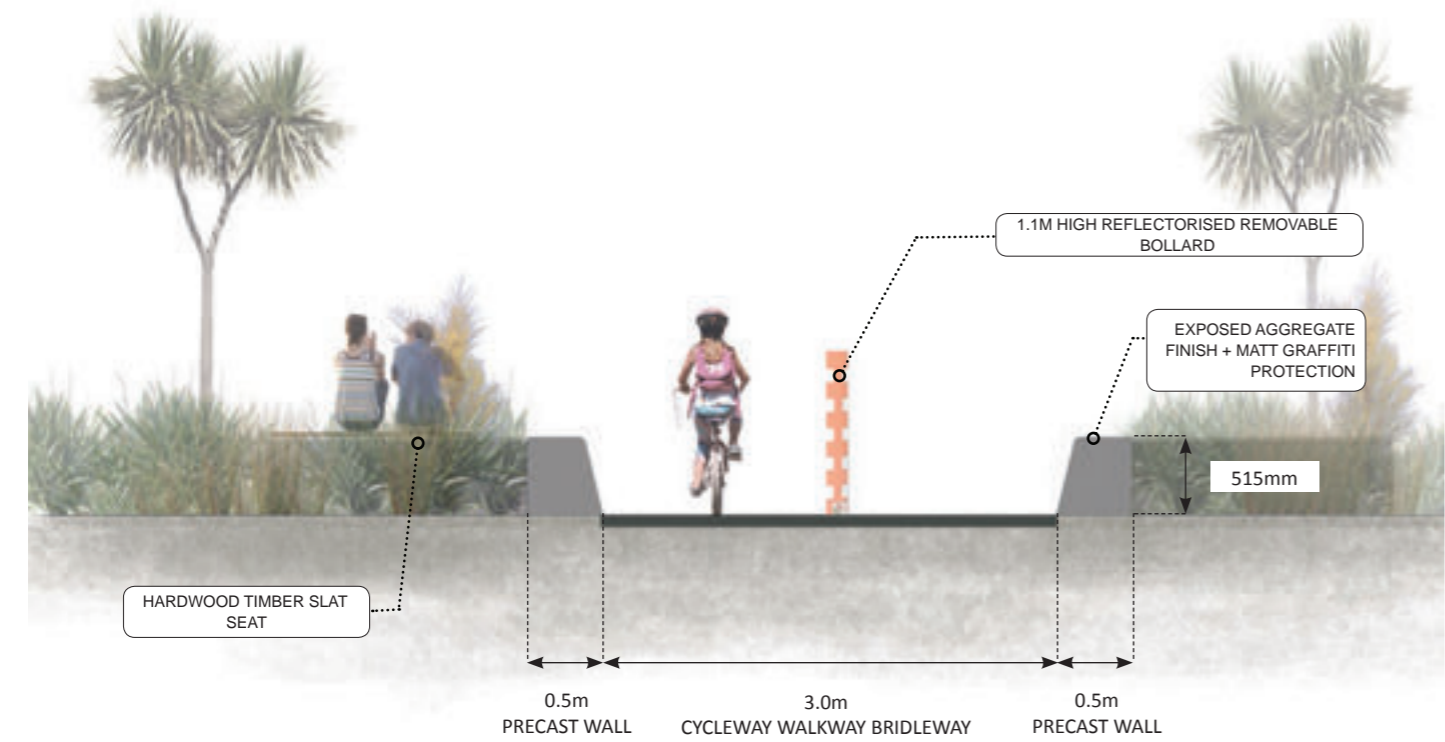 1.1M HIGH REFLECTORISED REMOVABLE
BOLLARD
EXPOSED AGGREGATE
FINISH + MATT GRAFFITI
PROTECTION
515mm
HARDWOOD TIMBER SLAT
SEAT
0.5m
PRECAST WALL
3.0m
CYCLEWAY WALKWAY BRIDLEWAY
0.5m
PRECAST WALL